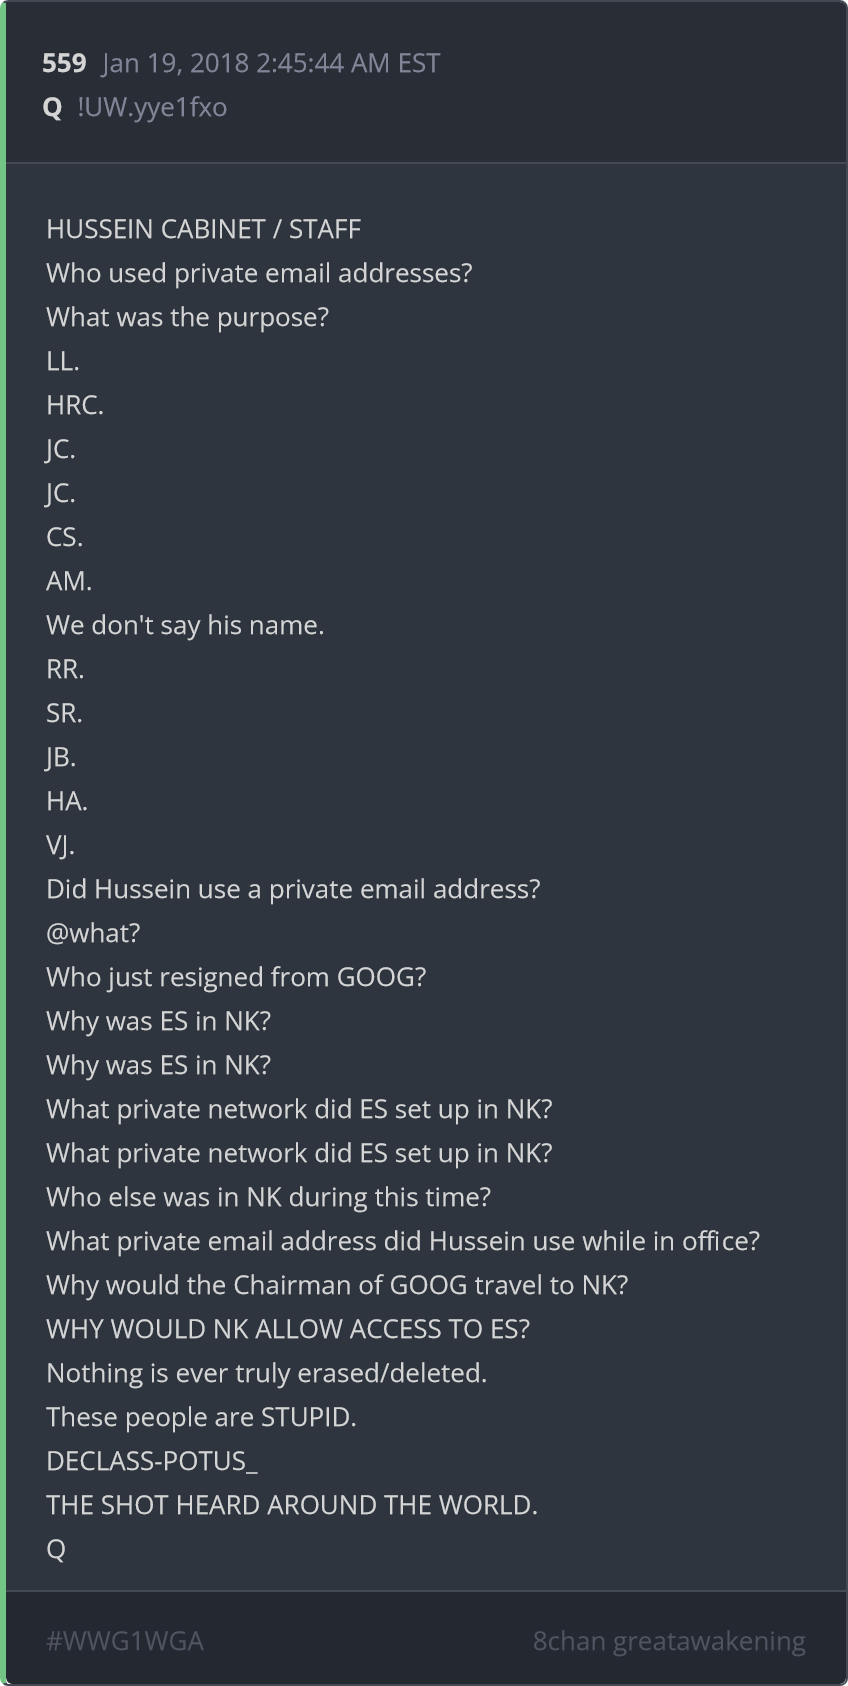 559 Jan 19, 2018 2:45:44 AM EST
Q !UW.yye1fxo
HUSSEIN CABINET / STAFF
Who used private email addresses?
What was the purpose?
LL.
HRC.
JC.
JC.
CS.
AM.
We don't say his name.
RR.
SR.
JB.
HA.
VJ.
Did Hussein use a private email address?
@what?
Who just resigned from GOOG?
Why was ES in NK?
Why was ES in NK?
What private network did ES set up in NK?
What private network did ES set up in NK?
Who else was in NK during this time?
What private email address did Hussein use while in office?
Why would the Chairman of GOOG travel to NK?
WHY WOULD NK ALLOW ACCESS TO ES?
Nothing is ever truly erased/deleted.
These people are STUPID.
DECLASS-POTUS_
THE SHOT HEARD AROUND THE WORLD.
Q
#WWG1WGA 8chan greatawakening